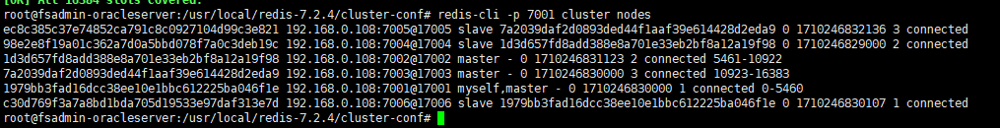 [OK] All 16384 slots covered.
root@fsadmin-oracleserver:/usr/local/redis-7.2.4/cluster-conf# redis-cli -p 7001 cluster nodes
ec8c385c37e74852ca791c8c0927104d99c3e821 192.168.0.108:7005@17005 slave 7a2039daf2d0893ded44f1aaf39e614428d2eda9 0 1710246832136 3 connected
98e2e8f19a01c362a7d0a5bbd078f7a0c3deb19c 192.168.0.108:7004@17004 slave 1d3d657fd8add388e8a701e33eb2bf8a12a19f98 0 1710246829000 2 connected
1d3d657fd8add388e8a701e33eb2bf8a12a19f98 192.168.0.108:7002@17002 master - 0 1710246831123 2 connected 5461-10922
7a2039daf2d0893ded44f1aaf39e614428d2eda9 192.168.0.108:7003@17003 master - 0 1710246830000 3 connected 10923-16383
1979bb3fad16dcc38ee10e1bbc612225ba046f1e 192.168.0.108:7001@17001 myself,master - 0 1710246830000 1 connected 0-5460
c30d769f3a7a8bd1bda705d19533e97daf313e7d 192.168.0.108:7006@17006 slave 1979bb3fad16dcc38ee10e1bbc612225ba046f1e 0 1710246830107 1 connected
root@fsadmin-oracleserver:/usr/local/redis-7.2.4/cluster-conf#